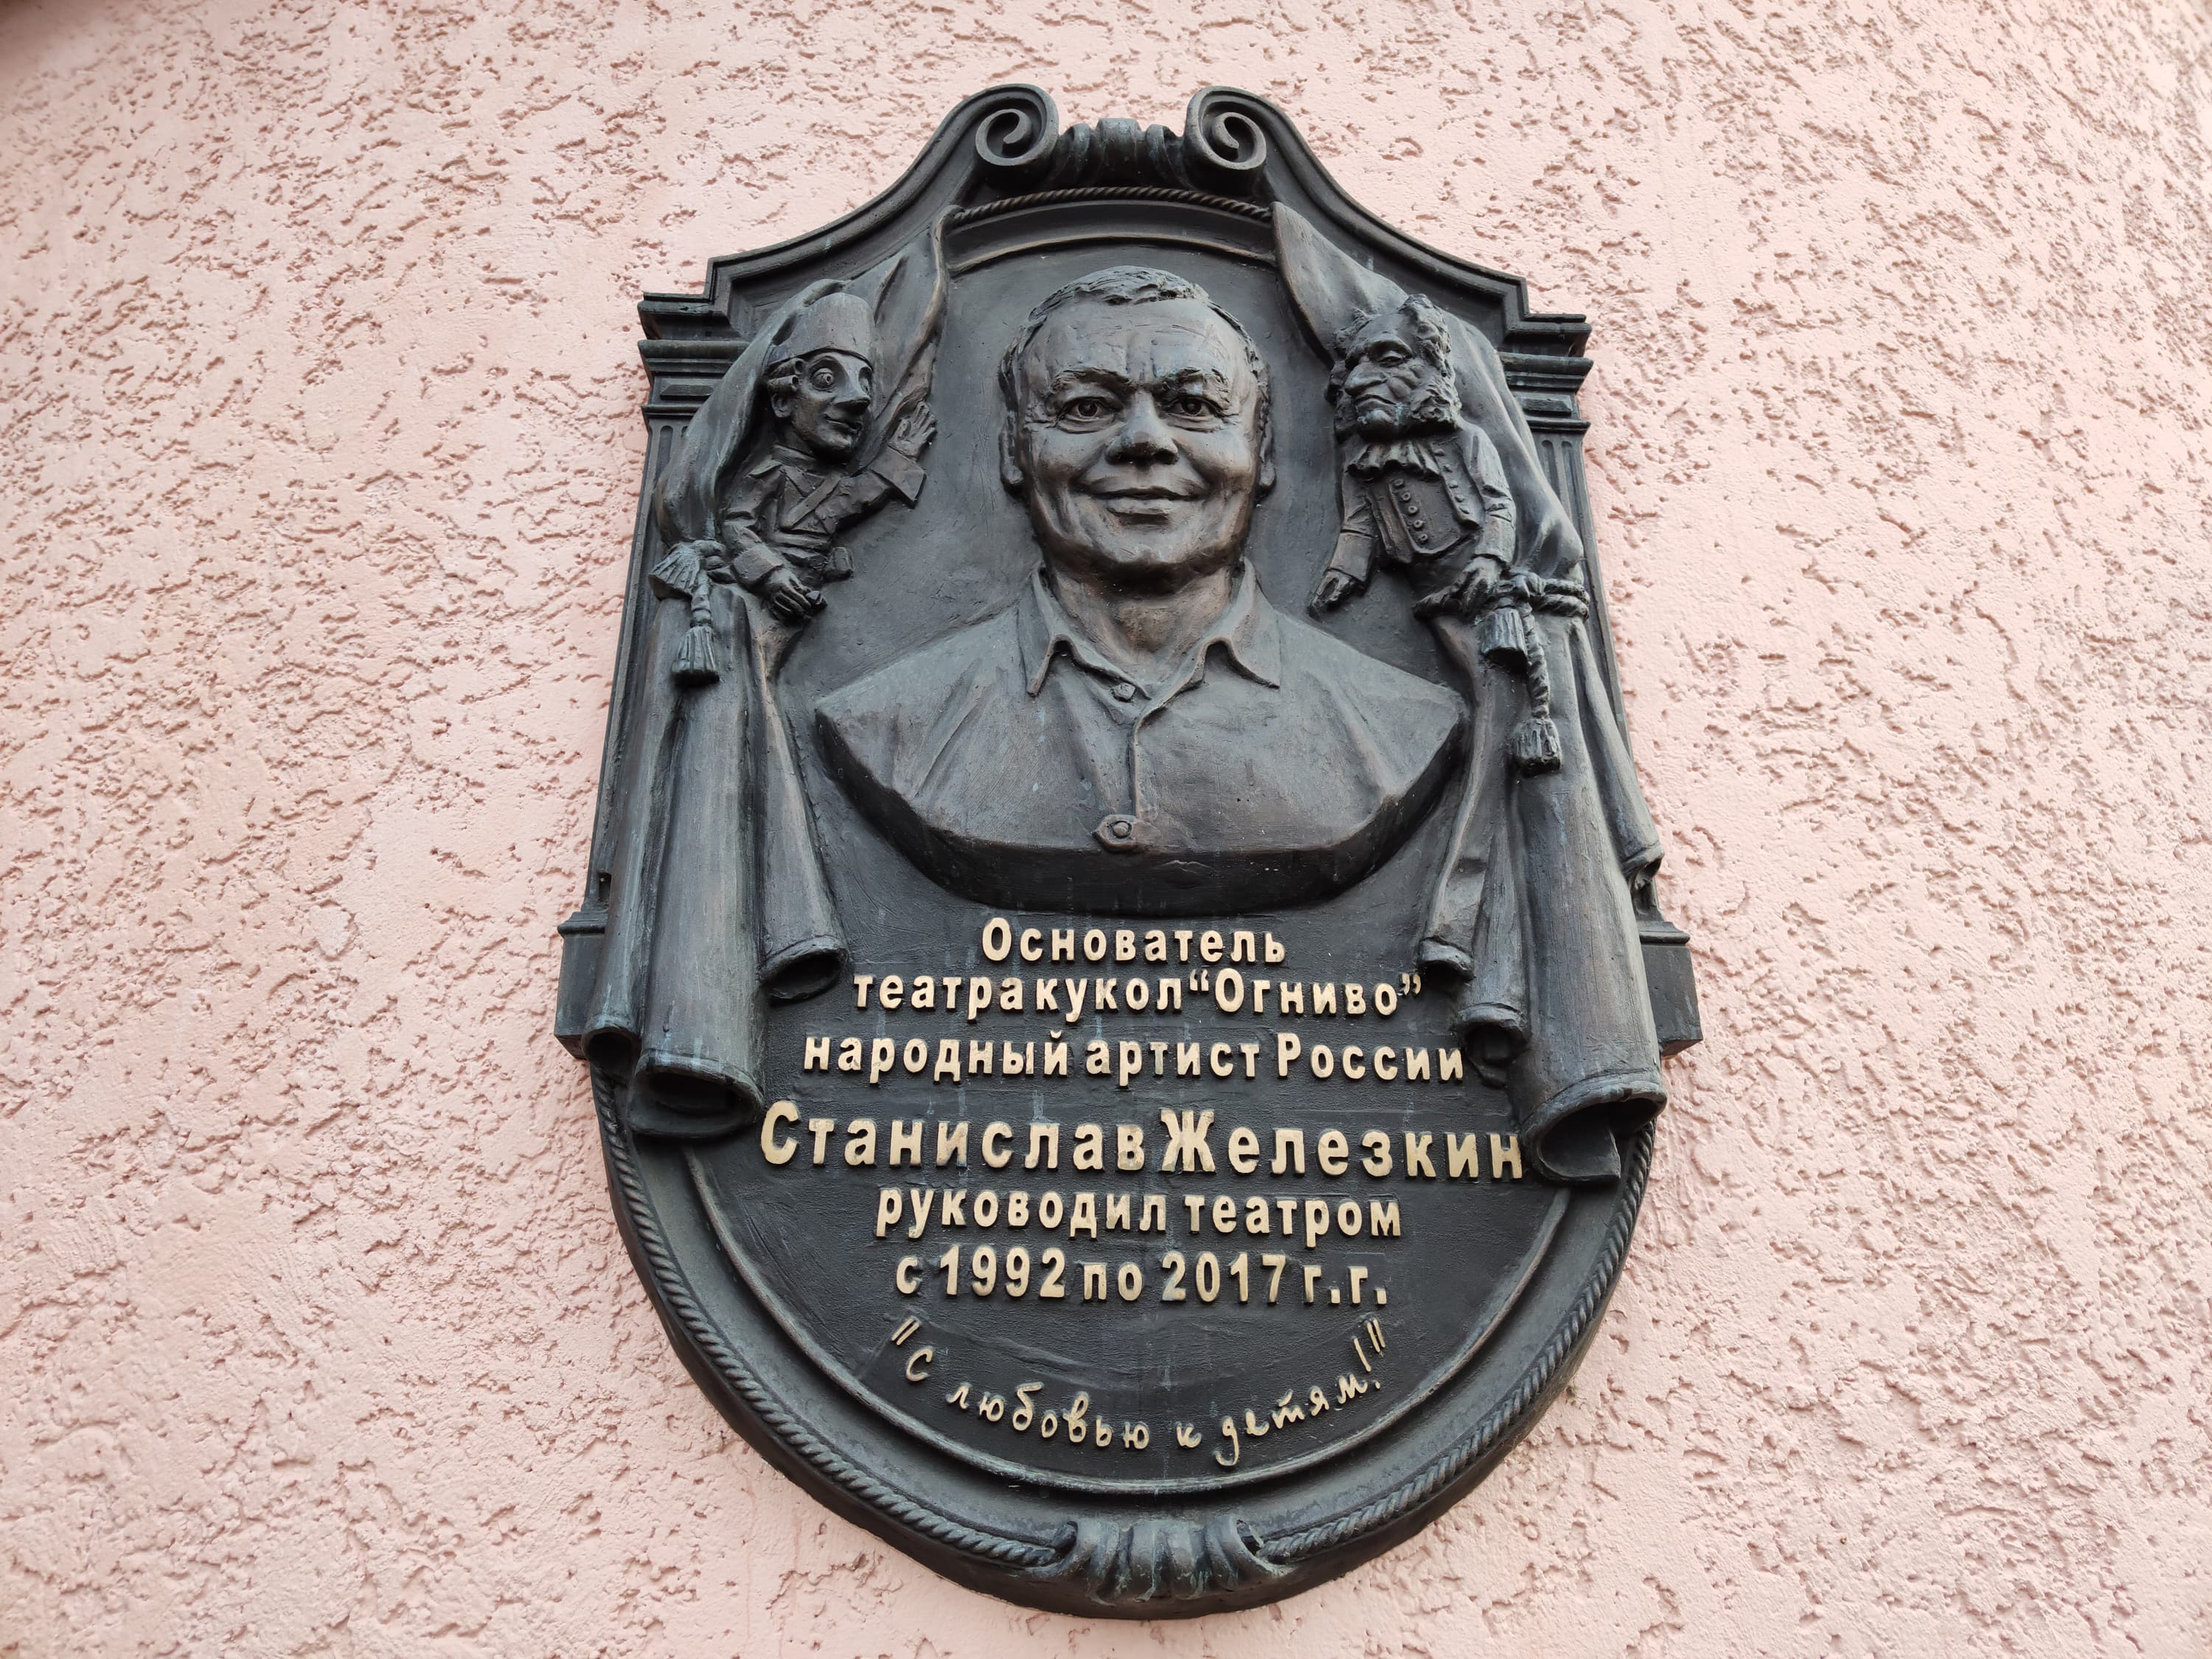 Основатель
театра кукол “Огниво”
народный артист России
Станислав Железкин
руководил театром
с 1992 по 2017 г.г.
"С любовью к детям!"